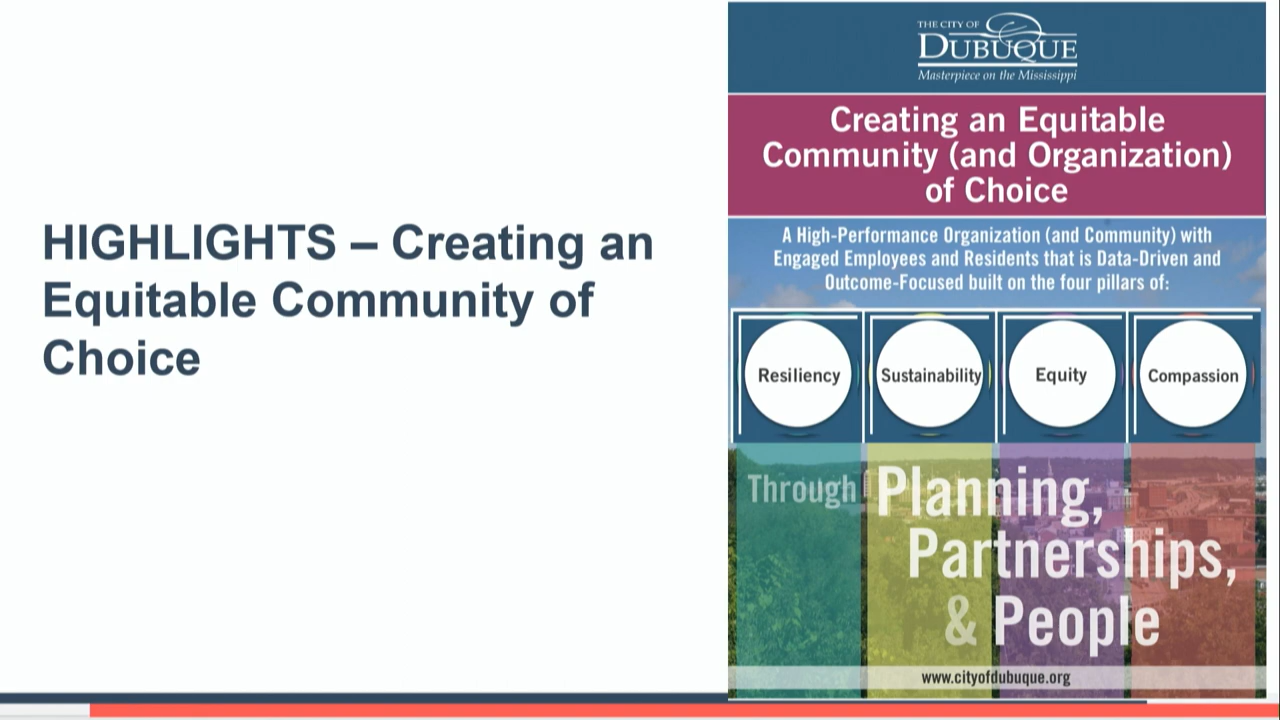 HIGHLIGHTS – Creating an
Equitable Community of
Choice
THE CITY OF
DUBUQUE
Masterpiece on the Mississippi
Creating an Equitable
Community (and Organization)
of Choice
A High-Performance Organization (and Community) with
Engaged Employees and Residents that is Data-Driven and
Outcome-Focused built on the four pillars of:
Resiliency
Sustainability
Equity
Compassion
Through Planning,
Partnerships,
& People
www.cityofdubuque.org